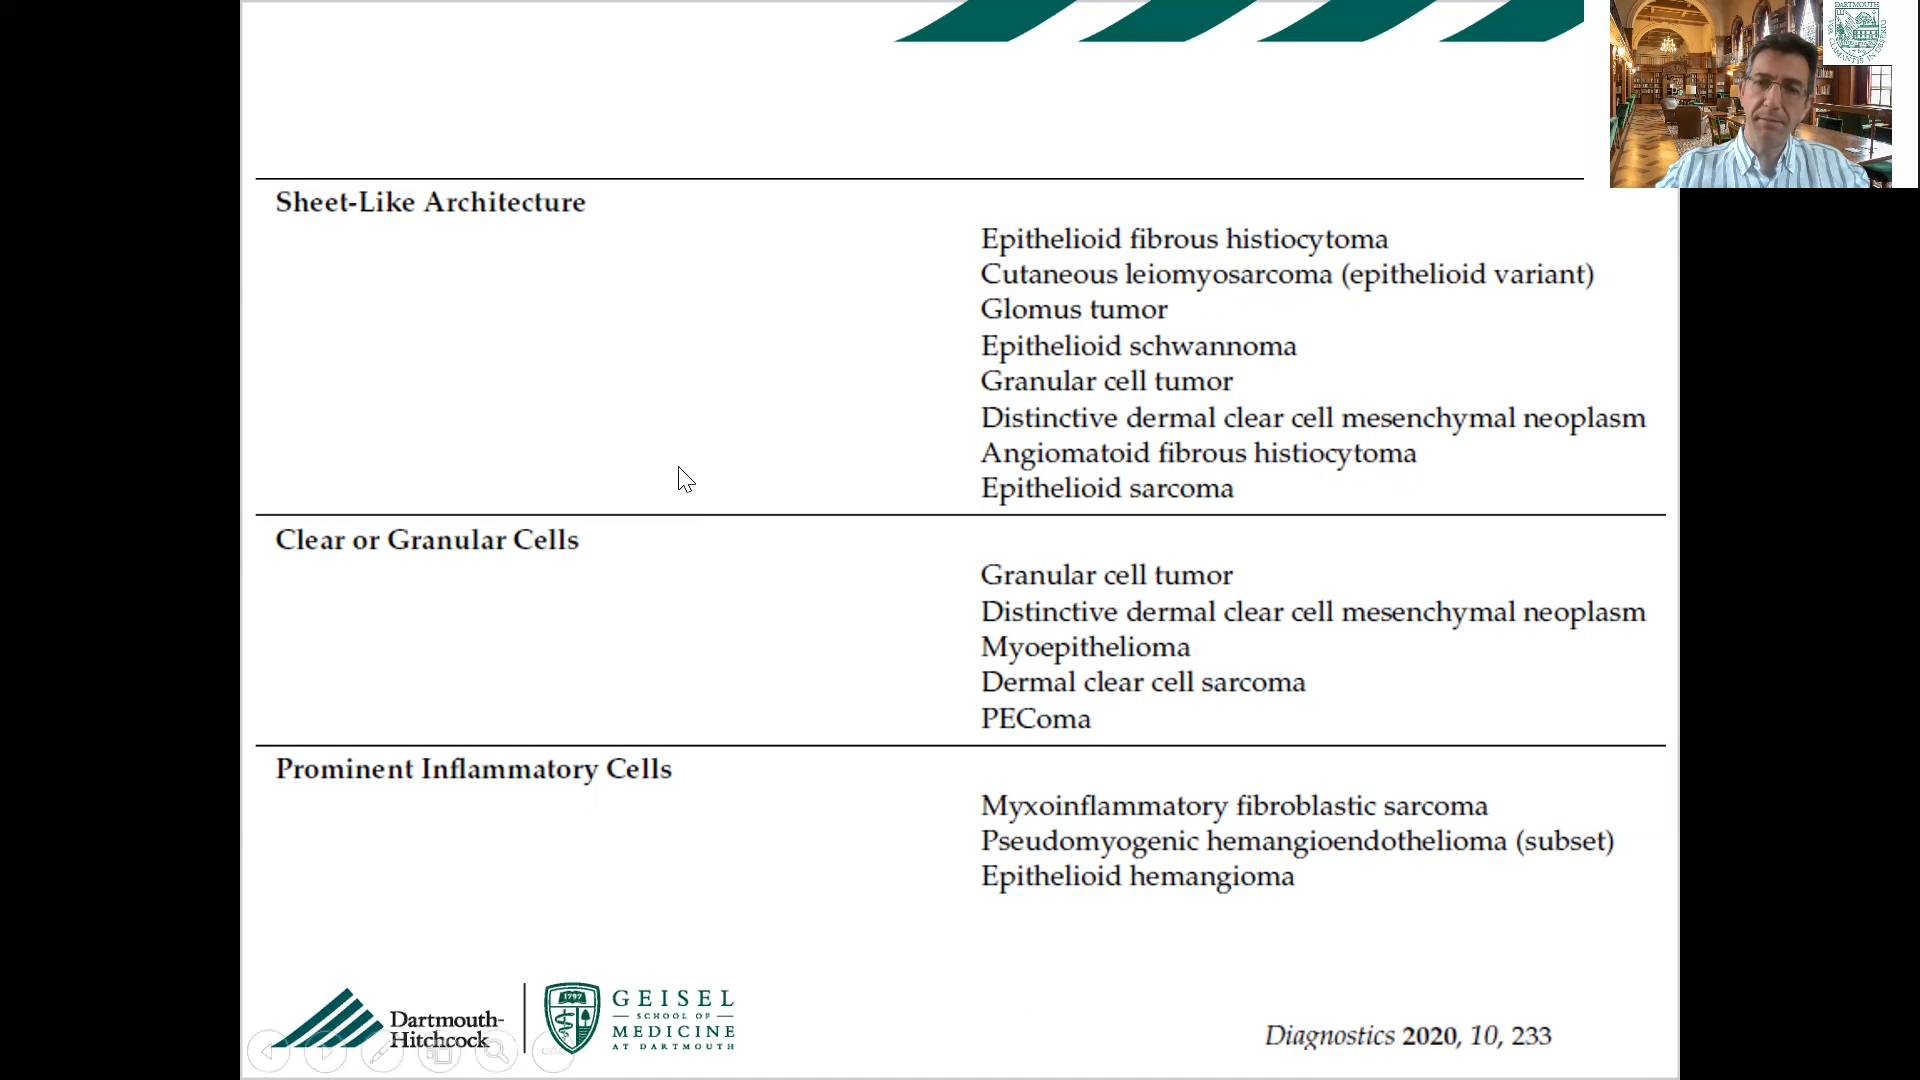 DARTMOUTH
Sheet-Like Architecture
Epithelioid fibrous histiocytoma
Cutaneous leiomyosarcoma (epithelioid variant)
Glomus tumor
Epithelioid schwannoma
Granular cell tumor
Distinctive dermal clear cell mesenchymal neoplasm
Angiomatoid fibrous histiocytoma
Epithelioid sarcoma
Clear or Granular Cells
Granular cell tumor
Distinctive dermal clear cell mesenchymal neoplasm
Myoepithelioma
Dermal clear cell sarcoma
PEComa
Prominent Inflammatory Cells
Myxoinflammatory fibroblastic sarcoma
Pseudomyogenic hemangioendothelioma (subset)
Epithelioid hemangioma
Dartmouth-
Hitchcock
1797
GEISEL
SCHOOL OF
MEDICINE
AT DARTMOUTH
Diagnostics 2020, 10, 233